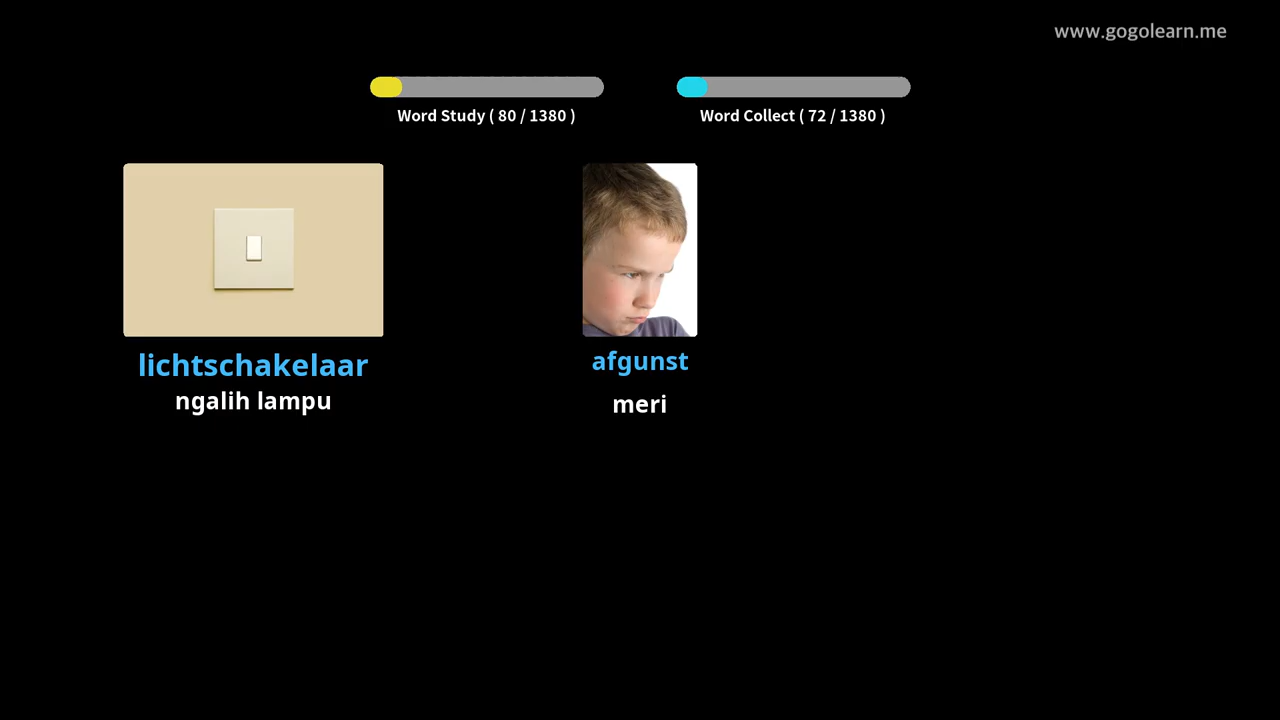 www.gogolearn.me
Word Study ( 80 / 1380 )
Word Collect ( 72 / 1380 )
lichtschakelaar
ngalih lampu
afgunst
meri